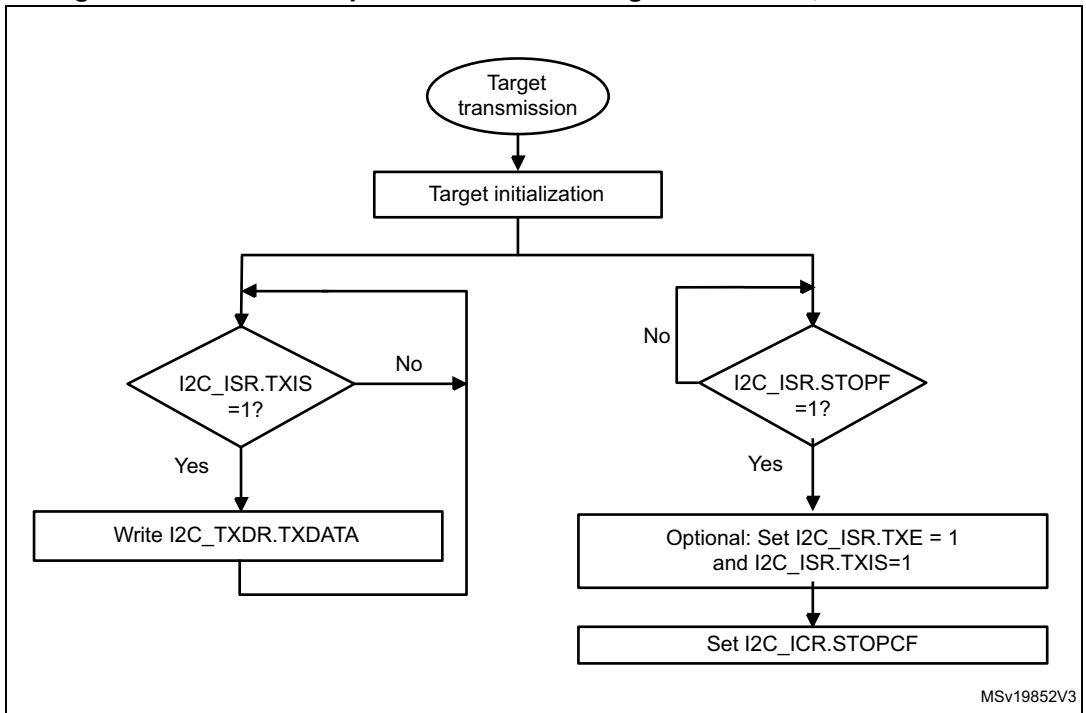 Target
transmission
Target initialization
I2C_ISR.TXIS
=1?
No
Yes
Write I2C_TXDR.TXDATA
No
I2C_ISR.STOPF
=1?
Yes
Optional: Set I2C_ISR.TXE = 1
and I2C_ISR.TXIS=1
Set I2C_ICR.STOPCF
MSv19852V3